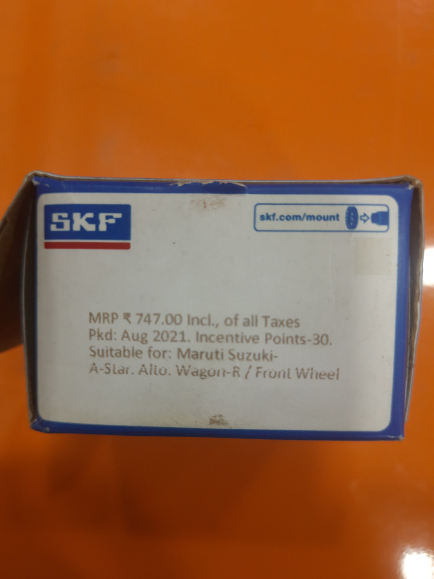 SKF
skf.com/mount
MRP ₹ 747.00 Incl., of all Taxes
Pkd: Aug 2021. Incentive Points-30.
Suitable for: Maruti Suzuki-
A-Star. Alto. Wagon-R / Front Wheel